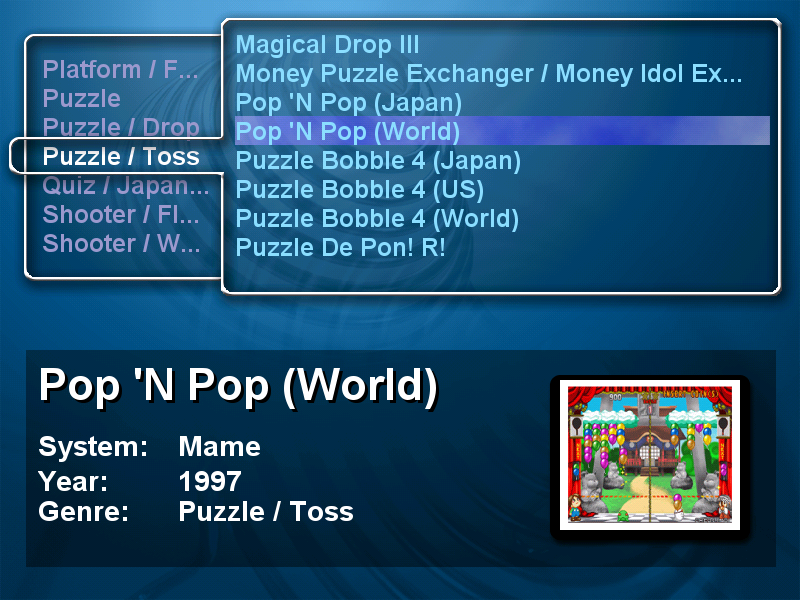 Platform / F...
Puzzle
Puzzle / Drop
Puzzle / Toss
Quiz / Japan...
Shooter / Fl...
Shooter / W...
Magical Drop III
Money Puzzle Exchanger / Money Idol Ex...
Pop 'N Pop (Japan)
Pop 'N Pop (World)
Puzzle Bobble 4 (Japan)
Puzzle Bobble 4 (US)
Puzzle Bobble 4 (World)
Puzzle De Pon! R!
Pop 'N Pop (World)
System: Mame
Year: 1997
Genre: Puzzle / Toss
900